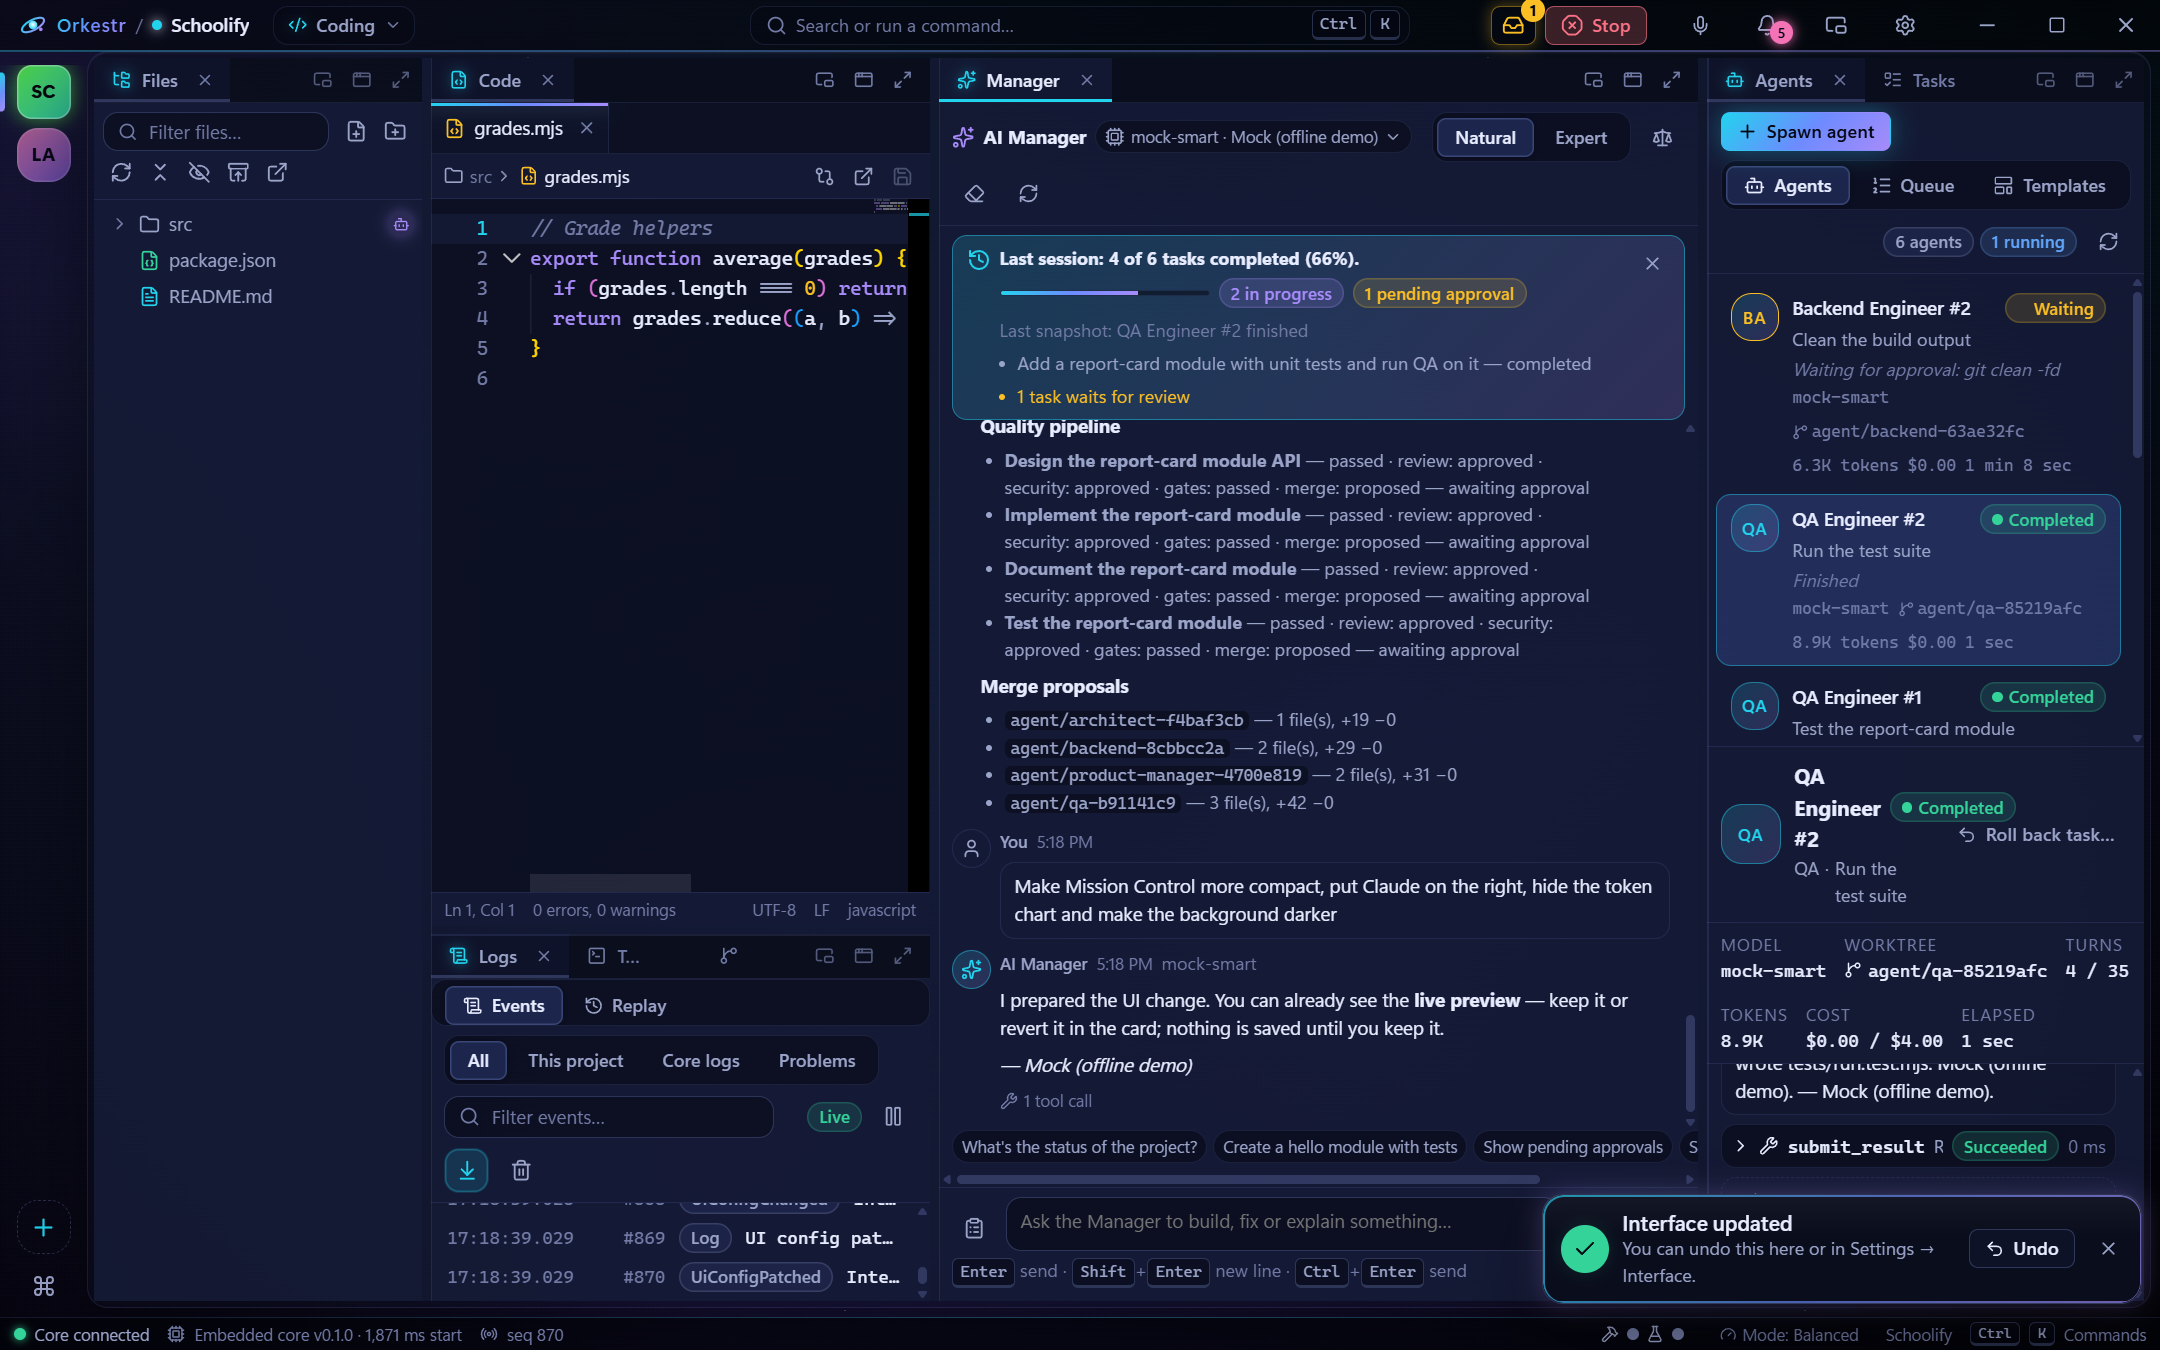 Orkestr / Schoolify
Coding
Search or run a command...
Ctrl K
1
Stop
5
SC
LA
Files
Filter files...
src
package.json
README.md
Code
grades.mjs
src > grades.mjs
1 // Grade helpers
2 export function average(grades) {
3 if (grades.length === 0) return
4 return grades.reduce((a, b) =>
5 }
6
Ln 1, Col 1 0 errors, 0 warnings UTF-8 LF javascript
Logs
T...
Events Replay
All This project Core logs Problems
Filter events...
Live
17:18:39.029 #869 Log UI config pat...
17:18:39.029 #870 UiConfigPatched Inte...
Manager
AI Manager mock-smart · Mock (offline demo) Natural Expert
Last session: 4 of 6 tasks completed (66%).
2 in progress 1 pending approval
Last snapshot: QA Engineer #2 finished
• Add a report-card module with unit tests and run QA on it — completed
• 1 task waits for review
Quality pipeline
• Design the report-card module API — passed · review: approved ·
security: approved · gates: passed · merge: proposed — awaiting approval
• Implement the report-card module — passed · review: approved ·
security: approved · gates: passed · merge: proposed — awaiting approval
• Document the report-card module — passed · review: approved ·
security: approved · gates: passed · merge: proposed — awaiting approval
• Test the report-card module — passed · review: approved · security:
approved · gates: passed · merge: proposed — awaiting approval
Merge proposals
• agent/architect-f4baf3cb — 1 file(s), +19 −0
• agent/backend-8cbbcc2a — 2 file(s), +29 −0
• agent/product-manager-4700e819 — 2 file(s), +31 −0
• agent/qa-b91141c9 — 3 file(s), +42 −0
You 5:18 PM
Make Mission Control more compact, put Claude on the right, hide the token
chart and make the background darker
AI Manager 5:18 PM mock-smart
I prepared the UI change. You can already see the live preview — keep it or
revert it in the card; nothing is saved until you keep it.
— Mock (offline demo)
1 tool call
What's the status of the project? Create a hello module with tests Show pending approvals S
Ask the Manager to build, fix or explain something...
Enter send · Shift + Enter new line · Ctrl + Enter send
Agents
Tasks
Spawn agent
Agents Queue Templates
6 agents 1 running
BA Backend Engineer #2 Waiting
Clean the build output
Waiting for approval: git clean -fd
mock-smart
agent/backend-63ae32fc
6.3K tokens $0.00 1 min 8 sec
QA QA Engineer #2 Completed
Run the test suite
Finished
mock-smart agent/qa-85219afc
8.9K tokens $0.00 1 sec
QA QA Engineer #1 Completed
Test the report-card module
QA
QA
Engineer
#2
Completed
Roll back task...
QA · Run the
test suite
MODEL WORKTREE TURNS
mock-smart agent/qa-85219afc 4 / 35
TOKENS COST ELAPSED
8.9K $0.00 / $4.00 1 sec
wrote tests/run.test.mjs. Mock (offline
demo). — Mock (offline demo).
submit_result R Succeeded 0 ms
Interface updated
You can undo this here or in Settings →
Interface.
Undo
Core connected Embedded core v0.1.0 · 1,871 ms start seq 870
Mode: Balanced Schoolify Ctrl K Commands